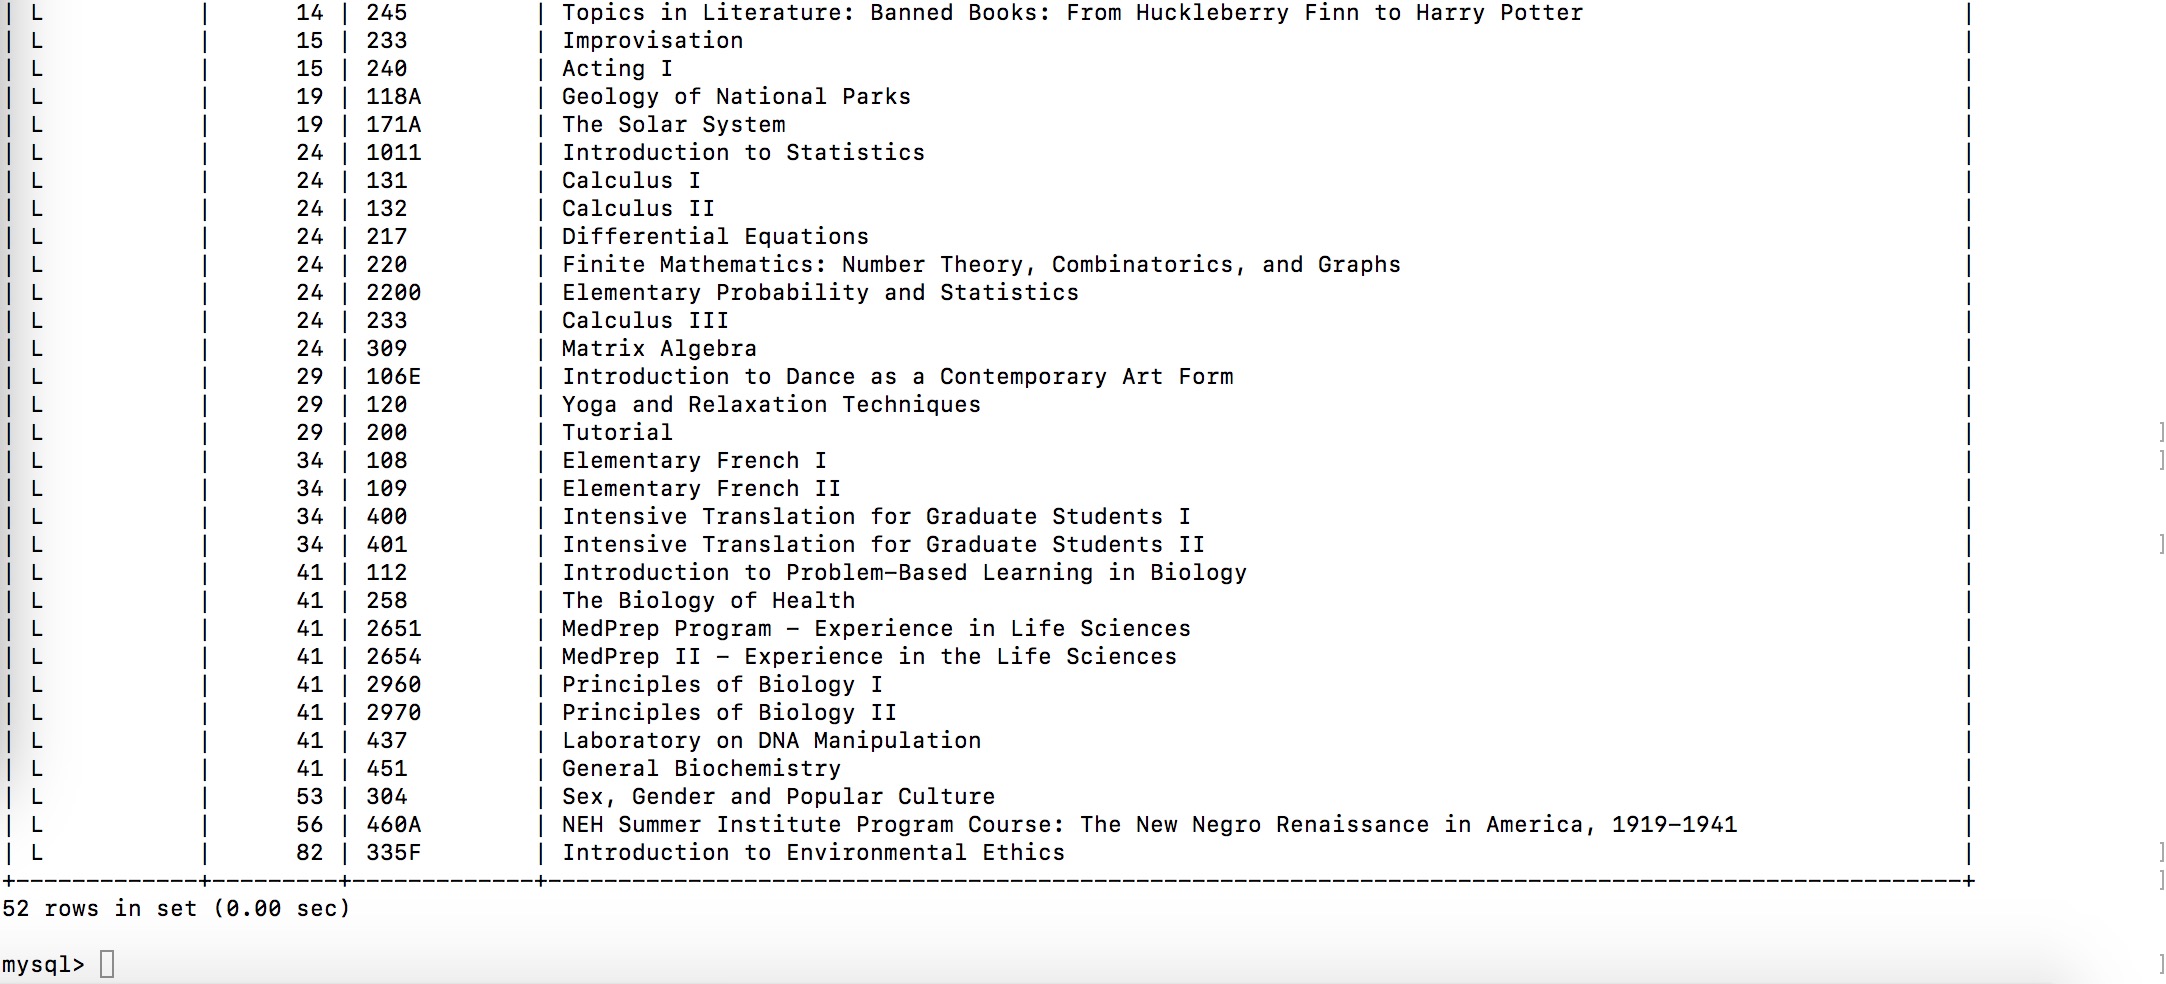 | L | 14 | 245 | Topics in Literature: Banned Books: From Huckleberry Finn to Harry Potter |
| L | 15 | 233 | Improvisation |
| L | 15 | 240 | Acting I |
| L | 19 | 118A | Geology of National Parks |
| L | 19 | 171A | The Solar System |
| L | 24 | 1011 | Introduction to Statistics |
| L | 24 | 131 | Calculus I |
| L | 24 | 132 | Calculus II |
| L | 24 | 217 | Differential Equations |
| L | 24 | 220 | Finite Mathematics: Number Theory, Combinatorics, and Graphs |
| L | 24 | 2200 | Elementary Probability and Statistics |
| L | 24 | 233 | Calculus III |
| L | 24 | 309 | Matrix Algebra |
| L | 29 | 106E | Introduction to Dance as a Contemporary Art Form |
| L | 29 | 120 | Yoga and Relaxation Techniques |
| L | 29 | 200 | Tutorial |
| L | 34 | 108 | Elementary French I |
| L | 34 | 109 | Elementary French II |
| L | 34 | 400 | Intensive Translation for Graduate Students I |
| L | 34 | 401 | Intensive Translation for Graduate Students II |
| L | 41 | 112 | Introduction to Problem-Based Learning in Biology |
| L | 41 | 258 | The Biology of Health |
| L | 41 | 2651 | MedPrep Program - Experience in Life Sciences |
| L | 41 | 2654 | MedPrep II - Experience in the Life Sciences |
| L | 41 | 2960 | Principles of Biology I |
| L | 41 | 2970 | Principles of Biology II |
| L | 41 | 437 | Laboratory on DNA Manipulation |
| L | 41 | 451 | General Biochemistry |
| L | 53 | 304 | Sex, Gender and Popular Culture |
| L | 56 | 460A | NEH Summer Institute Program Course: The New Negro Renaissance in America, 1919-1941 |
| L | 82 | 335F | Introduction to Environmental Ethics |
52 rows in set (0.00 sec)
mysql>